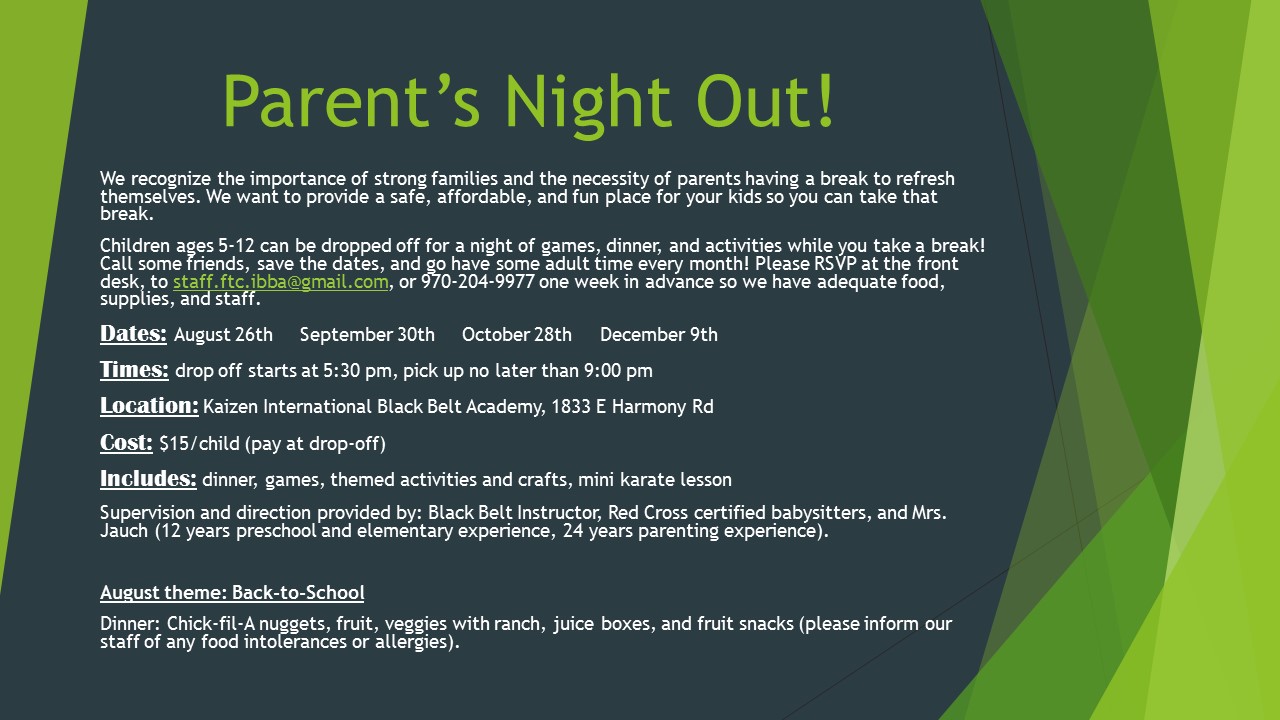 Parent’s Night Out!
We recognize the importance of strong families and the necessity of parents having a break to refresh
themselves. We want to provide a safe, affordable, and fun place for your kids so you can take that
break.
Children ages 5-12 can be dropped off for a night of games, dinner, and activities while you take a break!
Call some friends, save the dates, and go have some adult time every month! Please RSVP at the front
desk, to staff.ftc.ibba@gmail.com, or 970-204-9977 one week in advance so we have adequate food,
supplies, and staff.
Dates: August 26th September 30th October 28th December 9th
Times: drop off starts at 5:30 pm, pick up no later than 9:00 pm
Location: Kaizen International Black Belt Academy, 1833 E Harmony Rd
Cost: $15/child (pay at drop-off)
Includes: dinner, games, themed activities and crafts, mini karate lesson
Supervision and direction provided by: Black Belt Instructor, Red Cross certified babysitters, and Mrs.
Jauch (12 years preschool and elementary experience, 24 years parenting experience).
August theme: Back-to-School
Dinner: Chick-fil-A nuggets, fruit, veggies with ranch, juice boxes, and fruit snacks (please inform our
staff of any food intolerances or allergies).